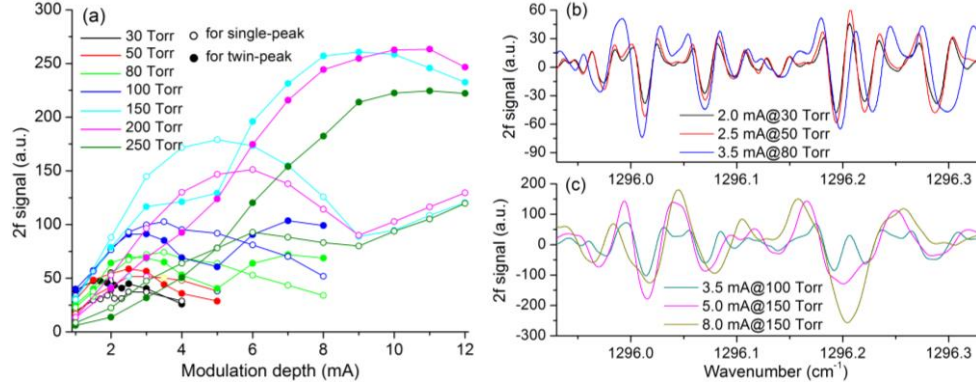 (a)
30 Torr
50 Torr
80 Torr
100 Torr
150 Torr
200 Torr
250 Torr
for single-peak
for twin-peak
300
250
200
150
100
50
0
2 4 6 8 10 12
Modulation depth (mA)
2f signal (a.u.)
(b)
60
30
0
-30
-60
-90
2f signal (a.u.)
2.0 mA@30 Torr
2.5 mA@50 Torr
3.5 mA@80 Torr
1296.0 1296.1 1296.2 1296.3
(c)
200
100
0
-100
-200
-300
2f signal (a.u.)
3.5 mA@100 Torr
5.0 mA@150 Torr
8.0 mA@150 Torr
1296.0 1296.1 1296.2 1296.3
Wavenumber (cm⁻¹)